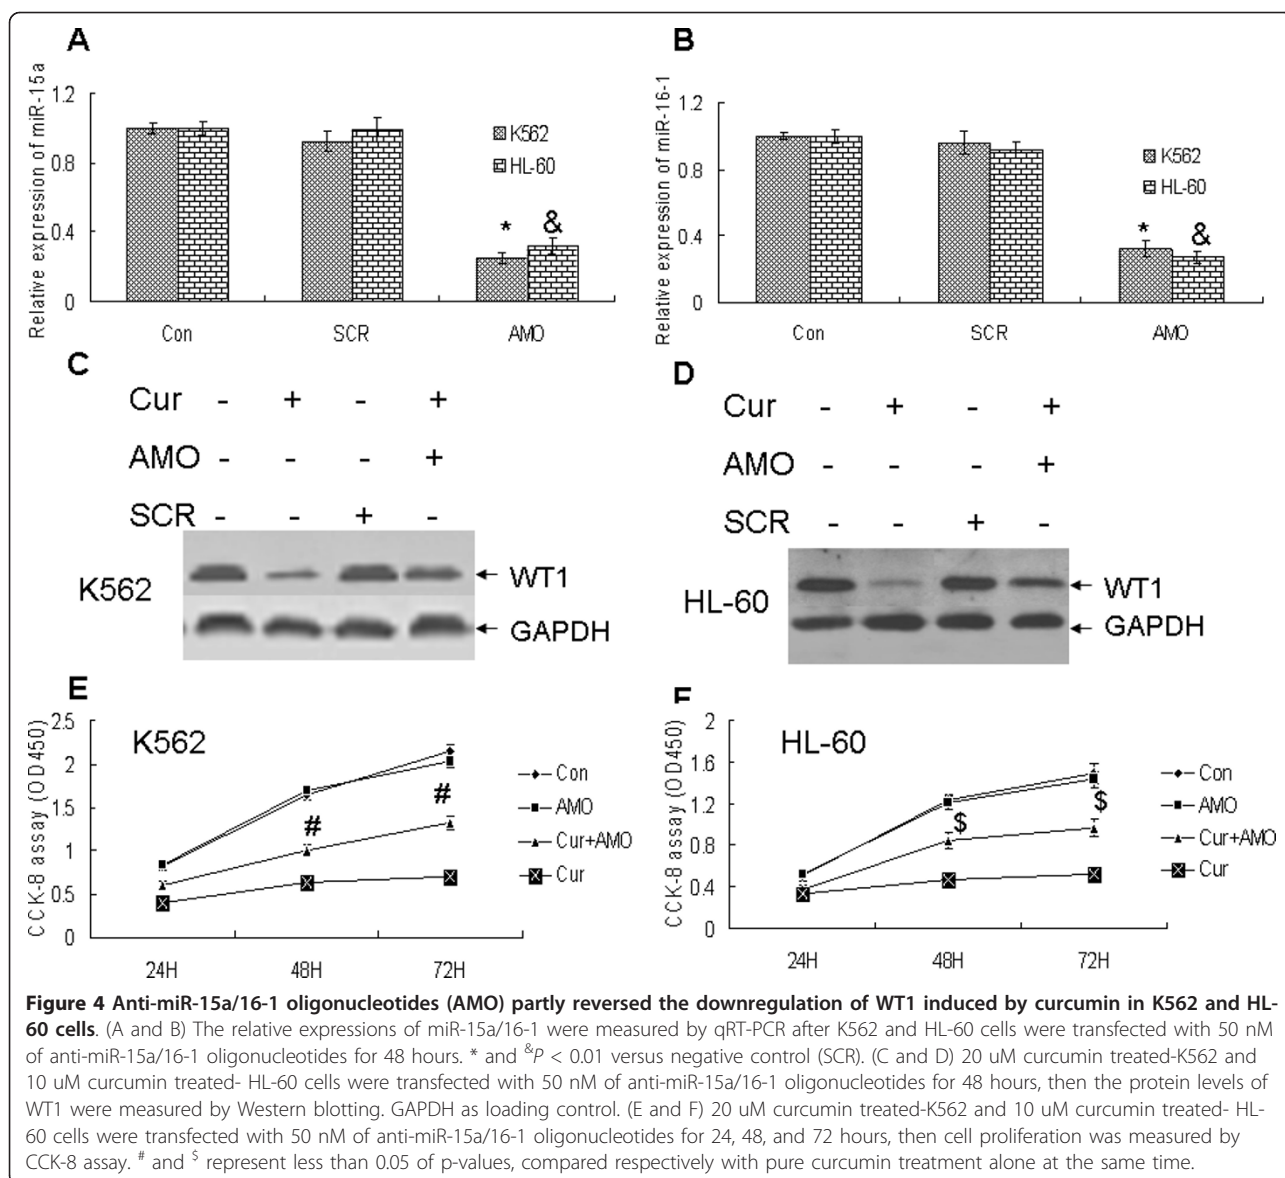 A
Relative expression of miR-15a
1.2
0.8
0.4
0
K562
HL-60
*
&
Con
SCR
AMO
B
Relative expression of miR-16-1
1.2
0.8
0.4
0
K562
HL-60
*
&
Con
SCR
AMO
C
Cur - + - +
AMO - - - +
SCR - - + -
K562
WT1
GAPDH
D
Cur - + - +
AMO - - - +
SCR - - + -
HL-60
WT1
GAPDH
E
K562
CCK-8 assay (OD450)
2.5
2
1.5
1
0.5
0
#
#
Con
AMO
Cur+AMO
Cur
24H
48H
72H
F
HL-60
CCK-8 assay (OD450)
2
1.6
1.2
0.8
0.4
0
$
$
Con
AMO
Cur+AMO
Cur
24H
48H
72H
Figure 4 Anti-miR-15a/16-1 oligonucleotides (AMO) partly reversed the downregulation of WT1 induced by curcumin in K562 and HL-
60 cells. (A and B) The relative expressions of miR-15a/16-1 were measured by qRT-PCR after K562 and HL-60 cells were transfected with 50 nM
of anti-miR-15a/16-1 oligonucleotides for 48 hours. * and &P < 0.01 versus negative control (SCR). (C and D) 20 uM curcumin treated-K562 and
10 uM curcumin treated- HL-60 cells were transfected with 50 nM of anti-miR-15a/16-1 oligonucleotides for 48 hours, then the protein levels of
WT1 were measured by Western blotting. GAPDH as loading control. (E and F) 20 uM curcumin treated-K562 and 10 uM curcumin treated- HL-
60 cells were transfected with 50 nM of anti-miR-15a/16-1 oligonucleotides for 24, 48, and 72 hours, then cell proliferation was measured by
CCK-8 assay. # and $ represent less than 0.05 of p-values, compared respectively with pure curcumin treatment alone at the same time.